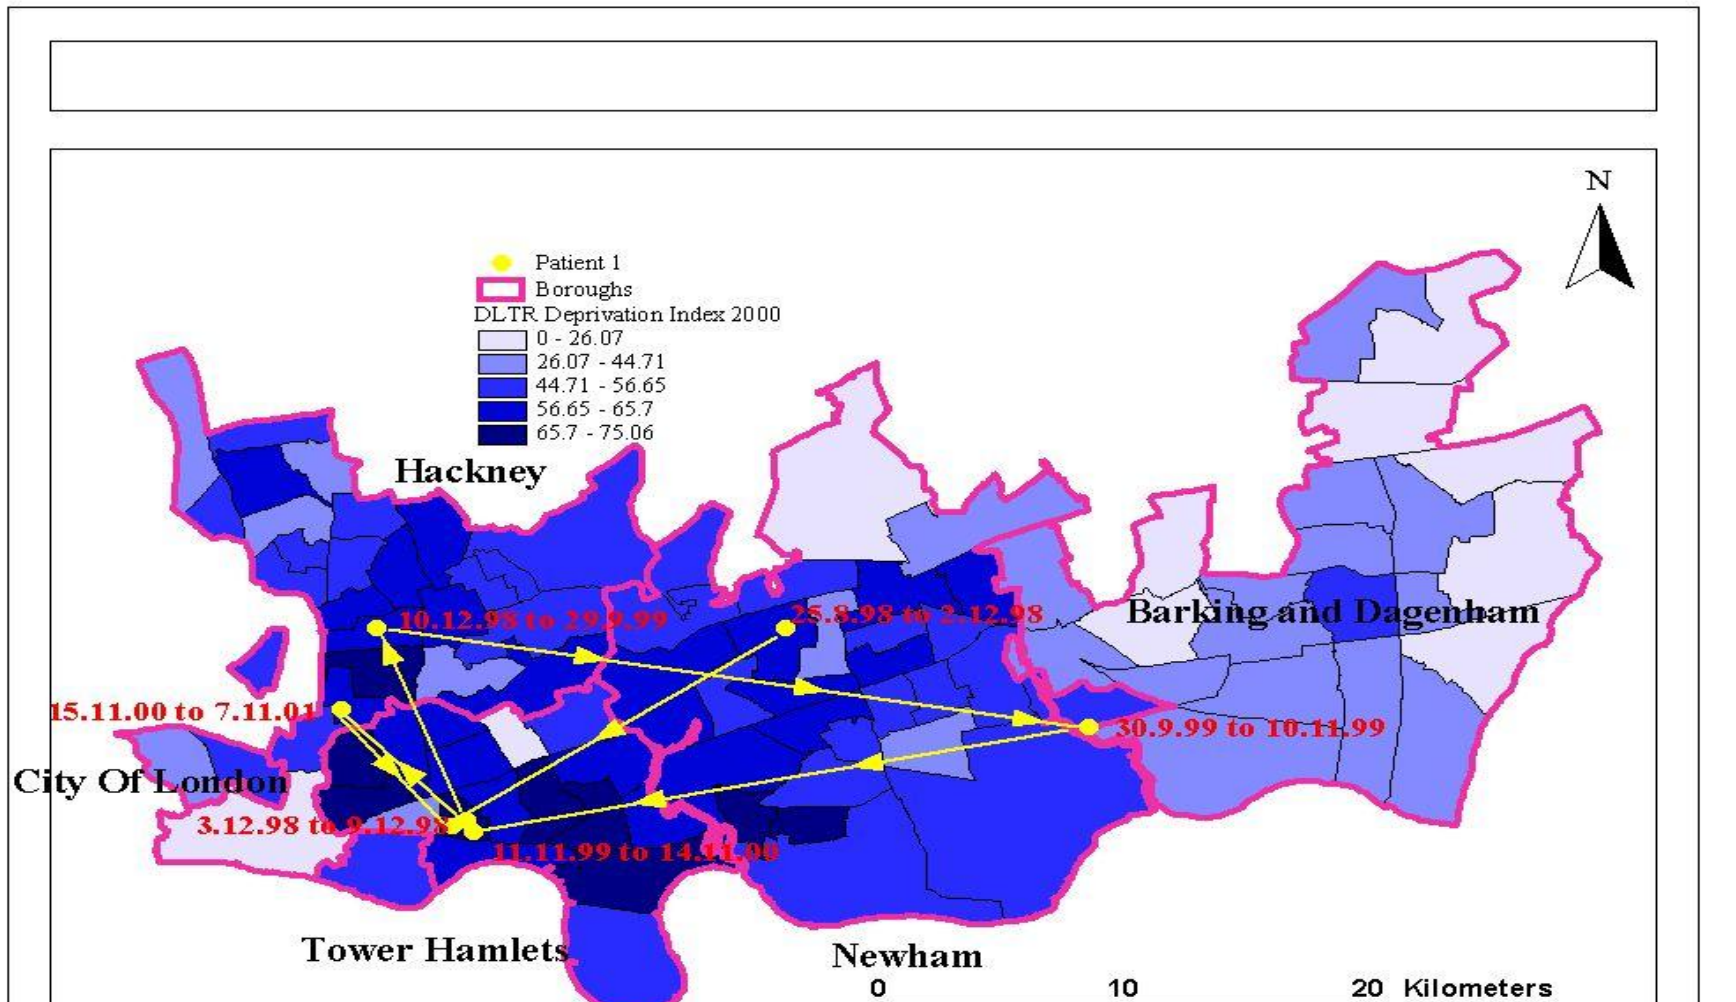 N
Patient 1
Boroughs
DLTR Deprivation Index 2000
0 - 26.07
26.07 - 44.71
44.71 - 56.65
56.65 - 65.7
65.7 - 75.06
Hackney
10.12.98 to 29.9.99
25.8.98 to 2.12.98
Barking and Dagenham
15.11.00 to 7.11.01
30.9.99 to 10.11.99
City Of London
3.12.98 to 9.12.98
11.11.99 to 14.11.00
Tower Hamlets
Newham
0 10 20 Kilometers